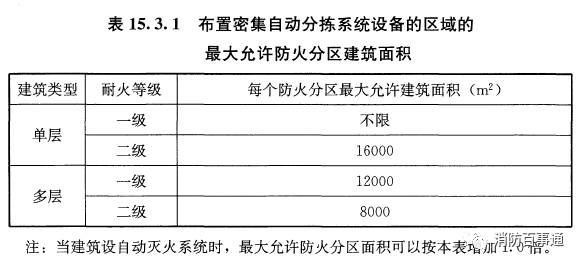 表 15.3.1 布置密集自动分拣系统设备的区域的
最大允许防火分区建筑面积
建筑类型 耐火等级 每个防火分区最大允许建筑面积（m²）
单层 一级 不限
二级 16000
多层 一级 12000
二级 8000
注：当建筑设自动灭火系统时，最大允许防火分区面积可以按本表增加1.0倍。
消防百事通